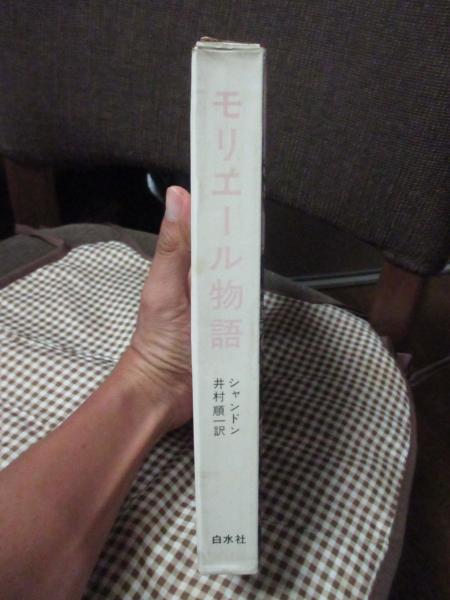 モリエール物語
シャンドン
井村順一訳
白水社